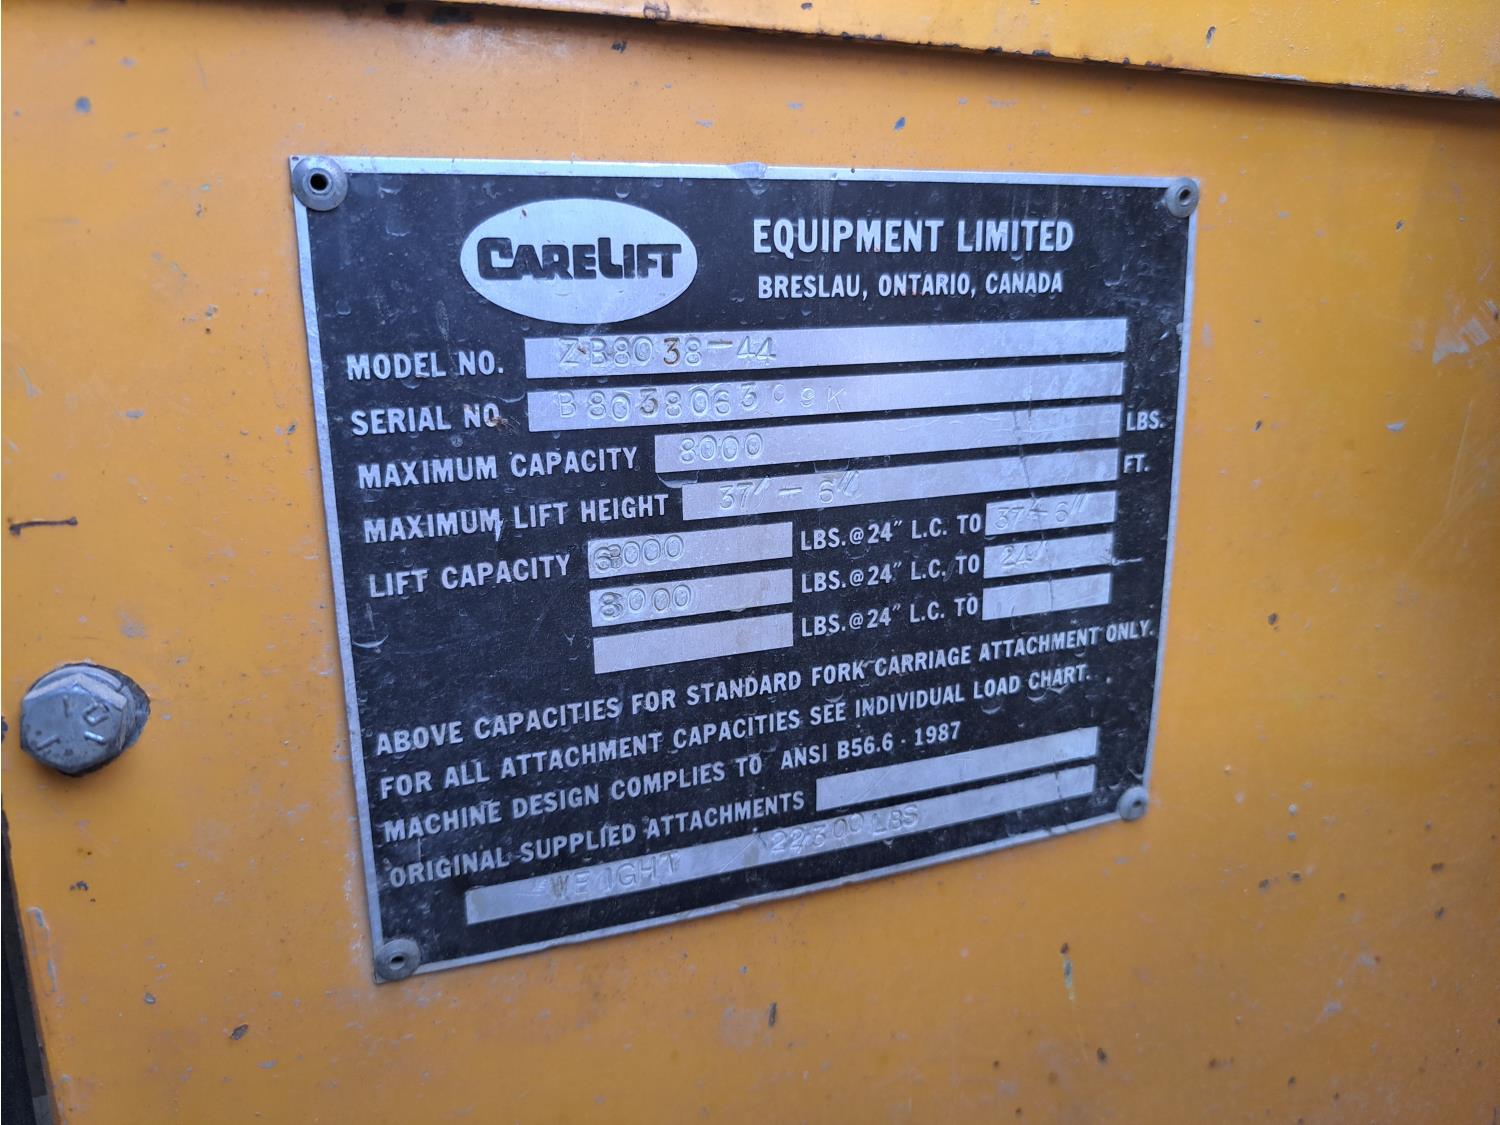 CARELIFT EQUIPMENT LIMITED
BRESLAU, ONTARIO, CANADA
MODEL NO. ZB8038-44
SERIAL NO. B803806309K
MAXIMUM CAPACITY 8000 LBS.
MAXIMUM LIFT HEIGHT 37'-6" FT.
LIFT CAPACITY 6000 LBS.@24" L.C. TO 37'-6"
8000 LBS.@24" L.C. TO 24'
LBS.@24" L.C. TO
ABOVE CAPACITIES FOR STANDARD FORK CARRIAGE ATTACHMENT ONLY.
FOR ALL ATTACHMENT CAPACITIES SEE INDIVIDUAL LOAD CHART.
MACHINE DESIGN COMPLIES TO ANSI B56.6 - 1987
ORIGINAL SUPPLIED ATTACHMENTS
WEIGHT 22300 LBS